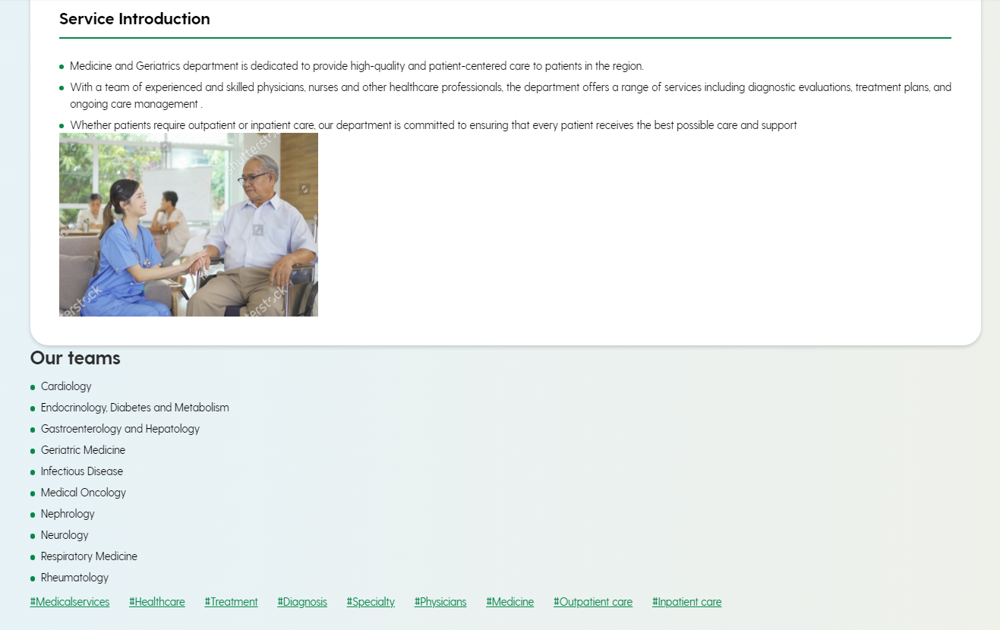 Service Introduction
Medicine and Geriatrics department is dedicated to provide high-quality and patient-centered care to patients in the region.
With a team of experienced and skilled physicians, nurses and other healthcare professionals, the department offers a range of services including diagnostic evaluations, treatment plans, and
ongoing care management .
Whether patients require outpatient or inpatient care, our department is committed to ensuring that every patient receives the best possible care and support
shutterst
erstock
erstock
Our teams
Cardiology
Endocrinology, Diabetes and Metabolism
Gastroenterology and Hepatology
Geriatric Medicine
Infectious Disease
Medical Oncology
Nephrology
Neurology
Respiratory Medicine
Rheumatology
#Medicalservices #Healthcare #Treatment #Diagnosis #Specialty #Physicians #Medicine #Outpatient care #Inpatient care